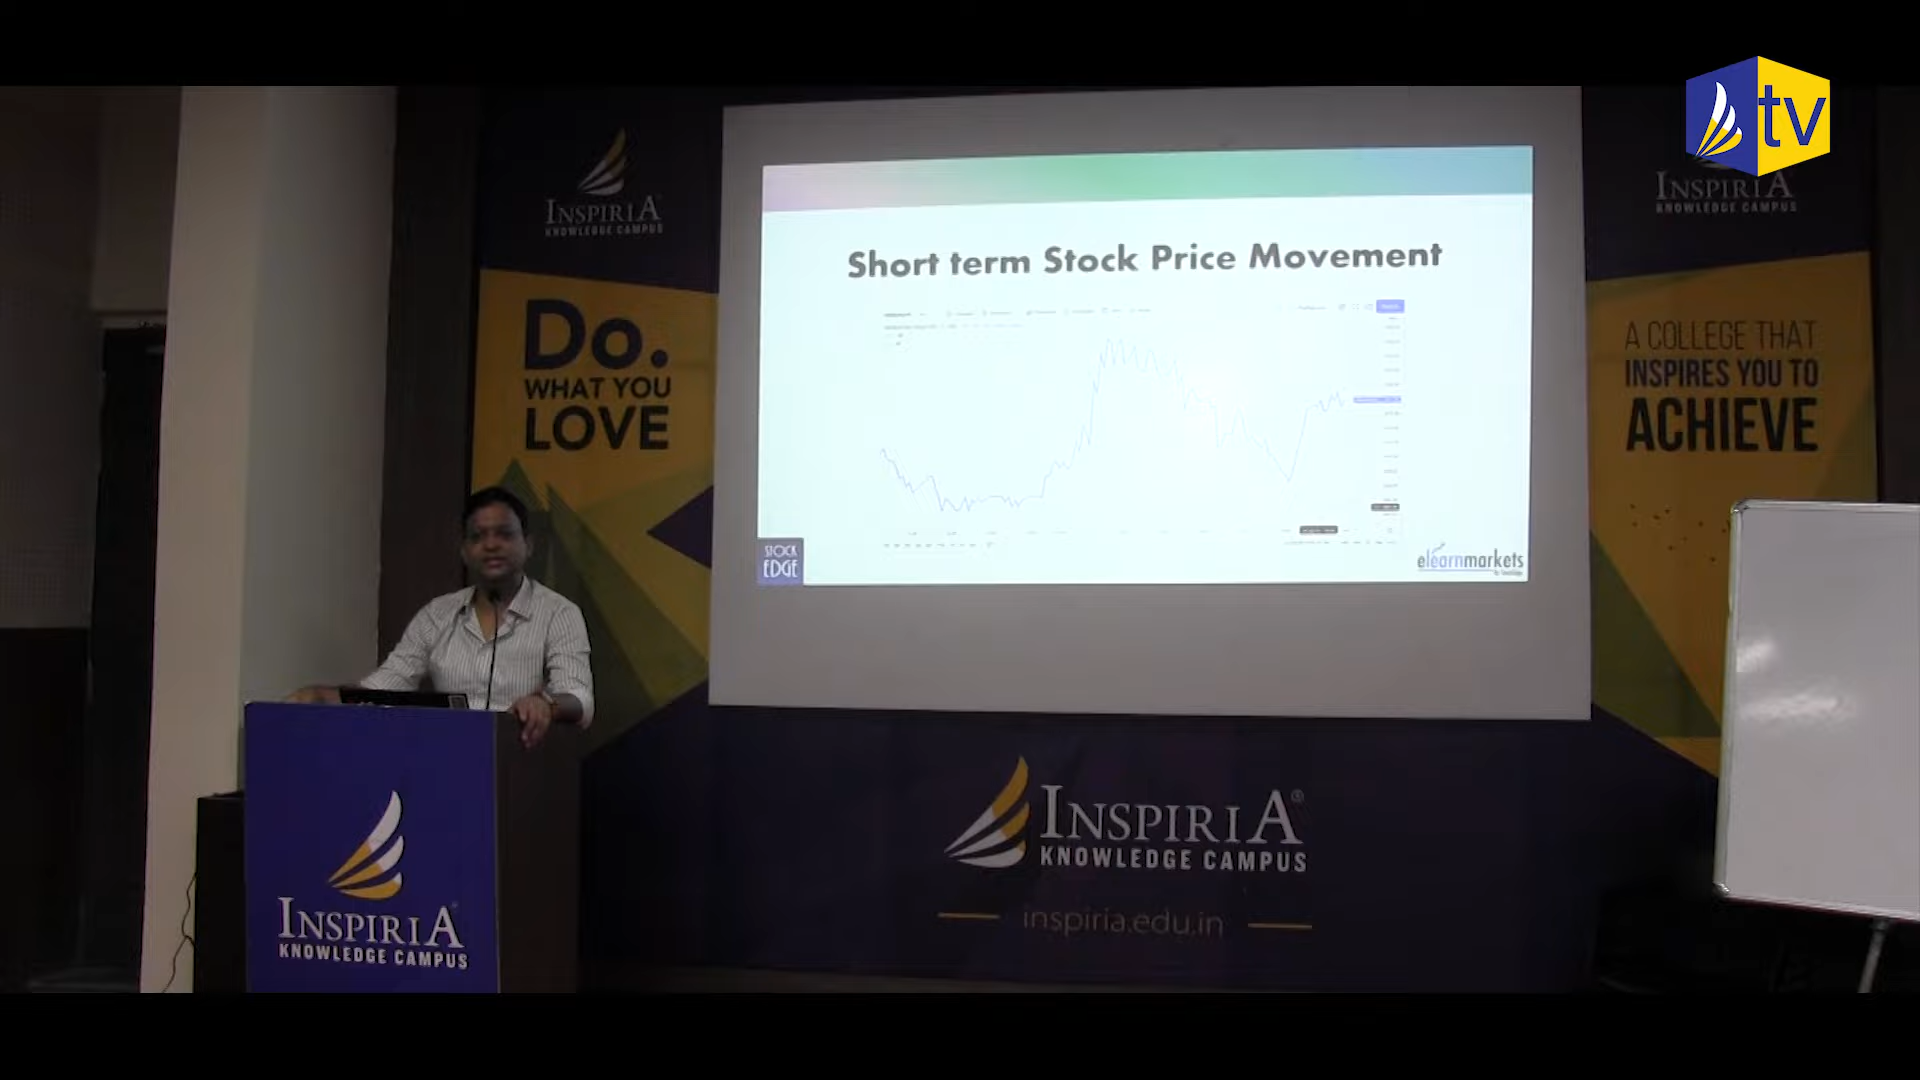 tv
INSPIRIA
KNOWLEDGE CAMPUS
INSPIRIA
KNOWLEDGE CAMPUS
Do.
WHAT YOU
LOVE
Short term Stock Price Movement
STOCK
EDGE
elearnmarkets
A COLLEGE THAT
INSPIRES YOU TO
ACHIEVE
INSPIRIA®
KNOWLEDGE CAMPUS
inspiria.edu.in
INSPIRIA
KNOWLEDGE CAMPUS